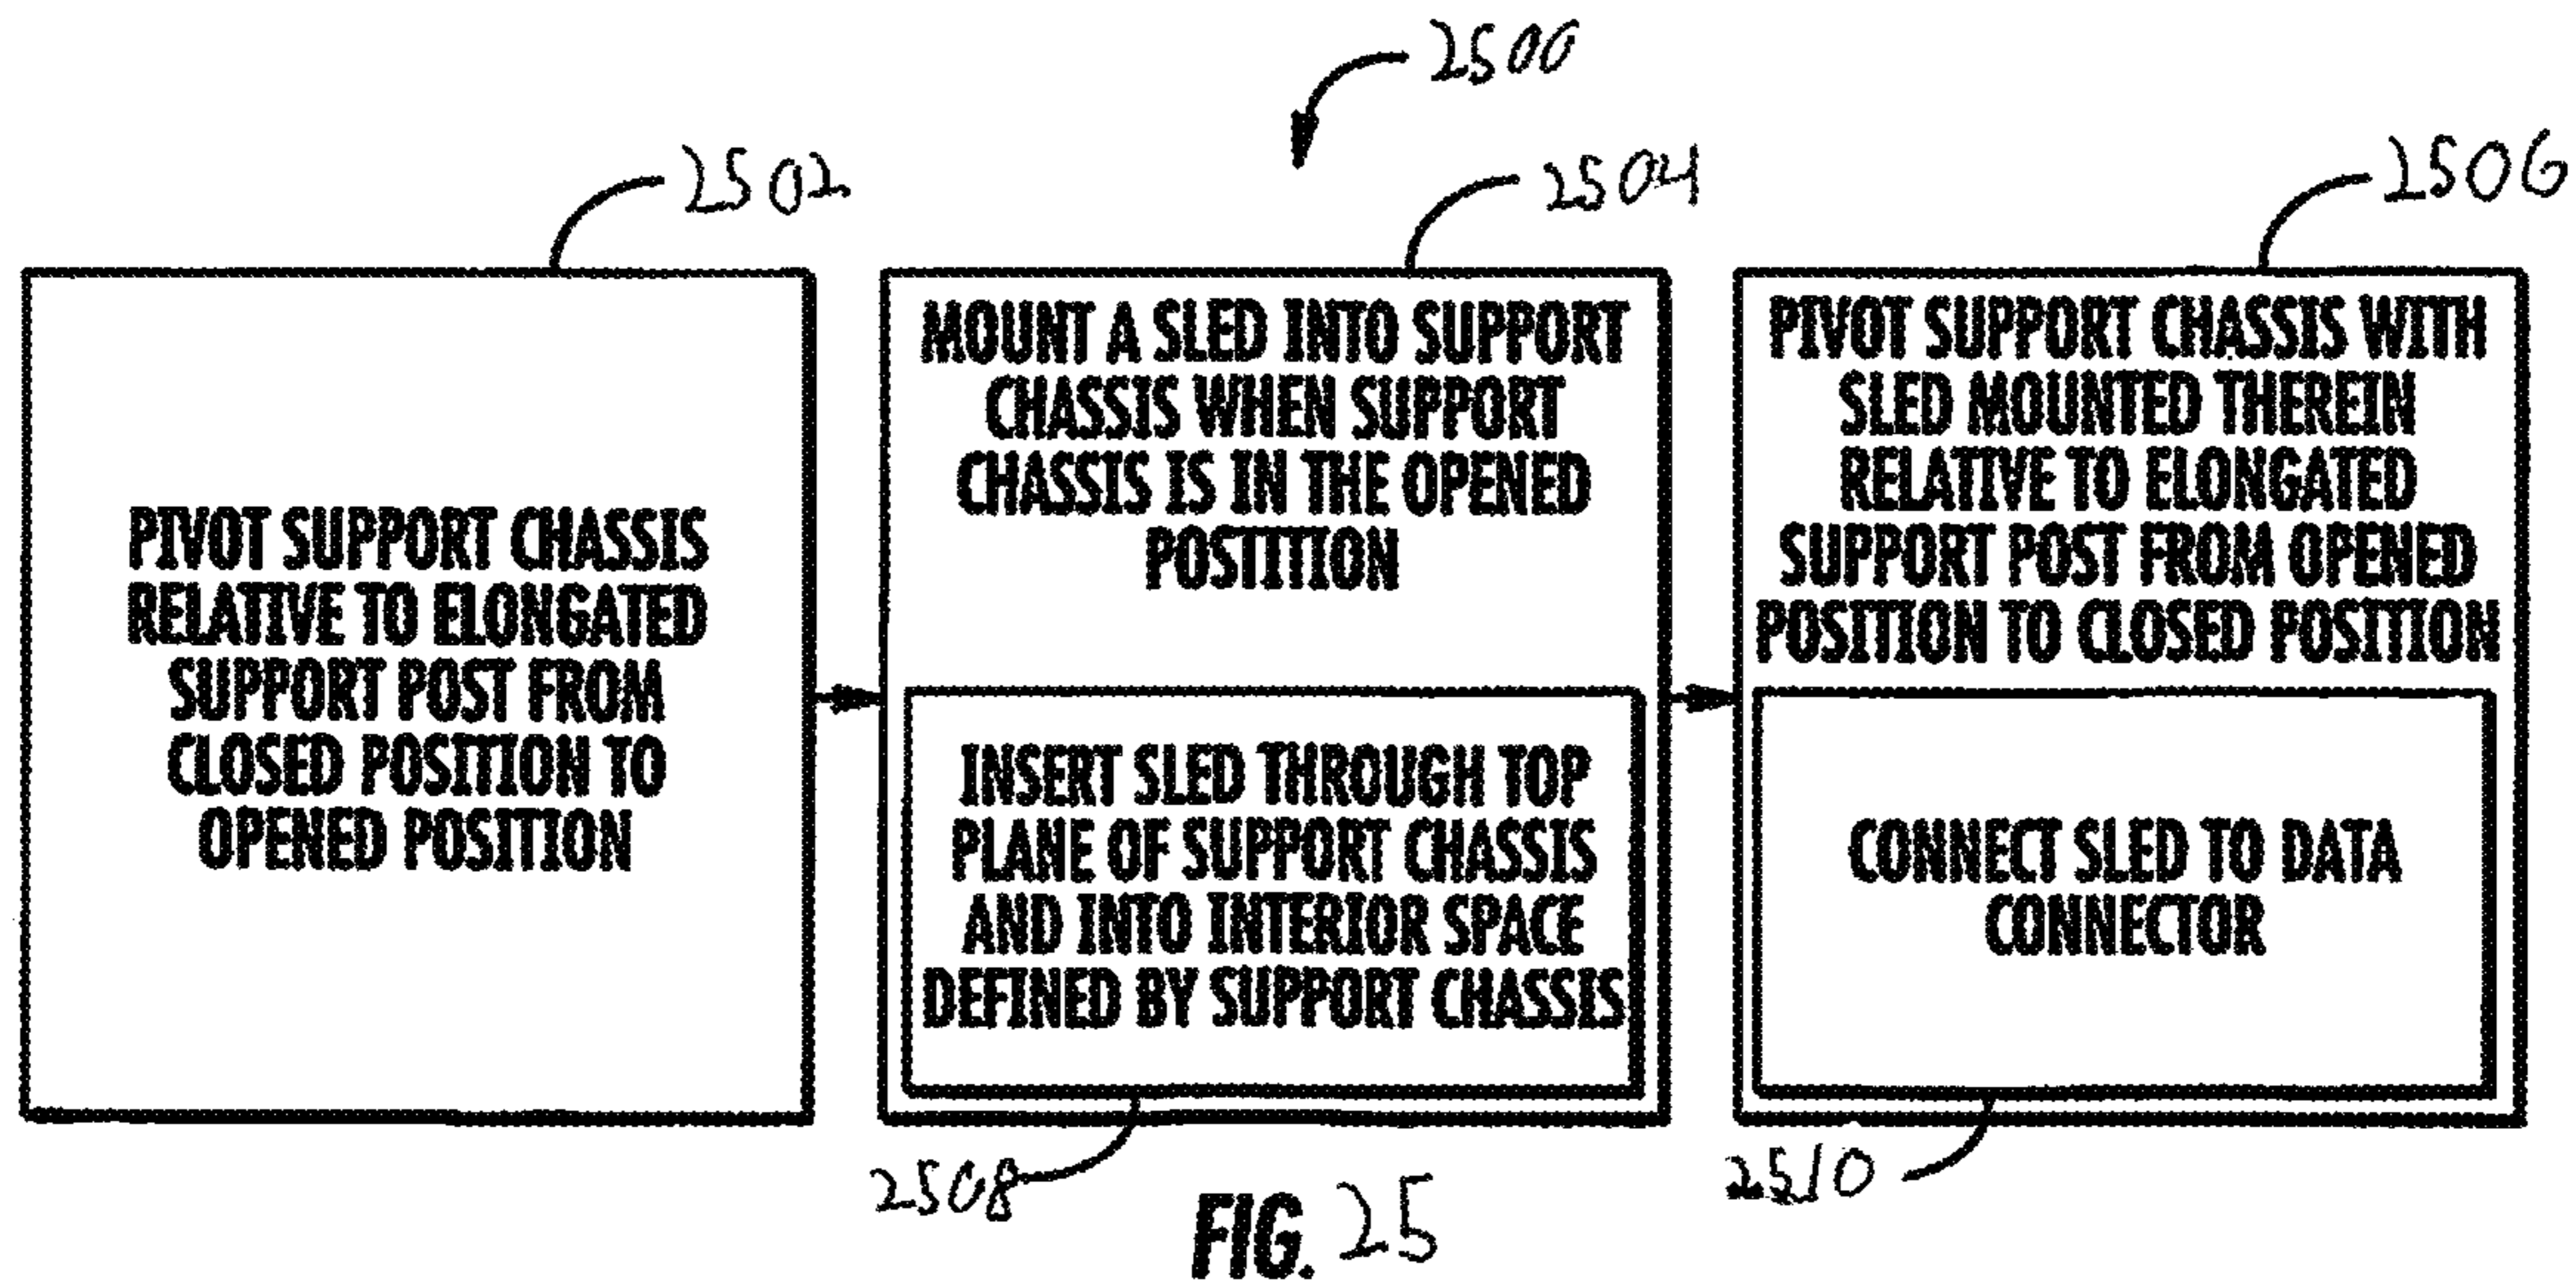 2500
2502
2504
2506
PIVOT SUPPORT CHASSIS
RELATIVE TO ELONGATED
SUPPORT POST FROM
CLOSED POSITION TO
OPENED POSITION
MOUNT A SLED INTO SUPPORT
CHASSIS WHEN SUPPORT
CHASSIS IS IN THE OPENED
POSTITION
INSERT SLED THROUGH TOP
PLANE OF SUPPORT CHASSIS
AND INTO INTERIOR SPACE
DEFINED BY SUPPORT CHASSIS
PIVOT SUPPORT CHASSIS WITH
SLED MOUNTED THEREIN
RELATIVE TO ELONGATED
SUPPORT POST FROM OPENED
POSITION TO CLOSED POSITION
CONNECT SLED TO DATA
CONNECTOR
2508
2510
FIG. 25